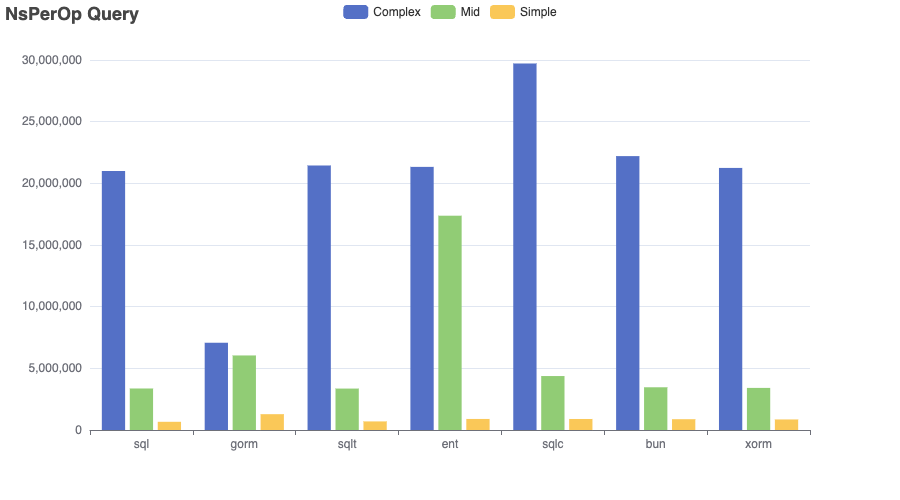 NsPerOp Query
Complex Mid Simple
30,000,000
25,000,000
20,000,000
15,000,000
10,000,000
5,000,000
0
sql gorm sqlt ent sqlc bun xorm